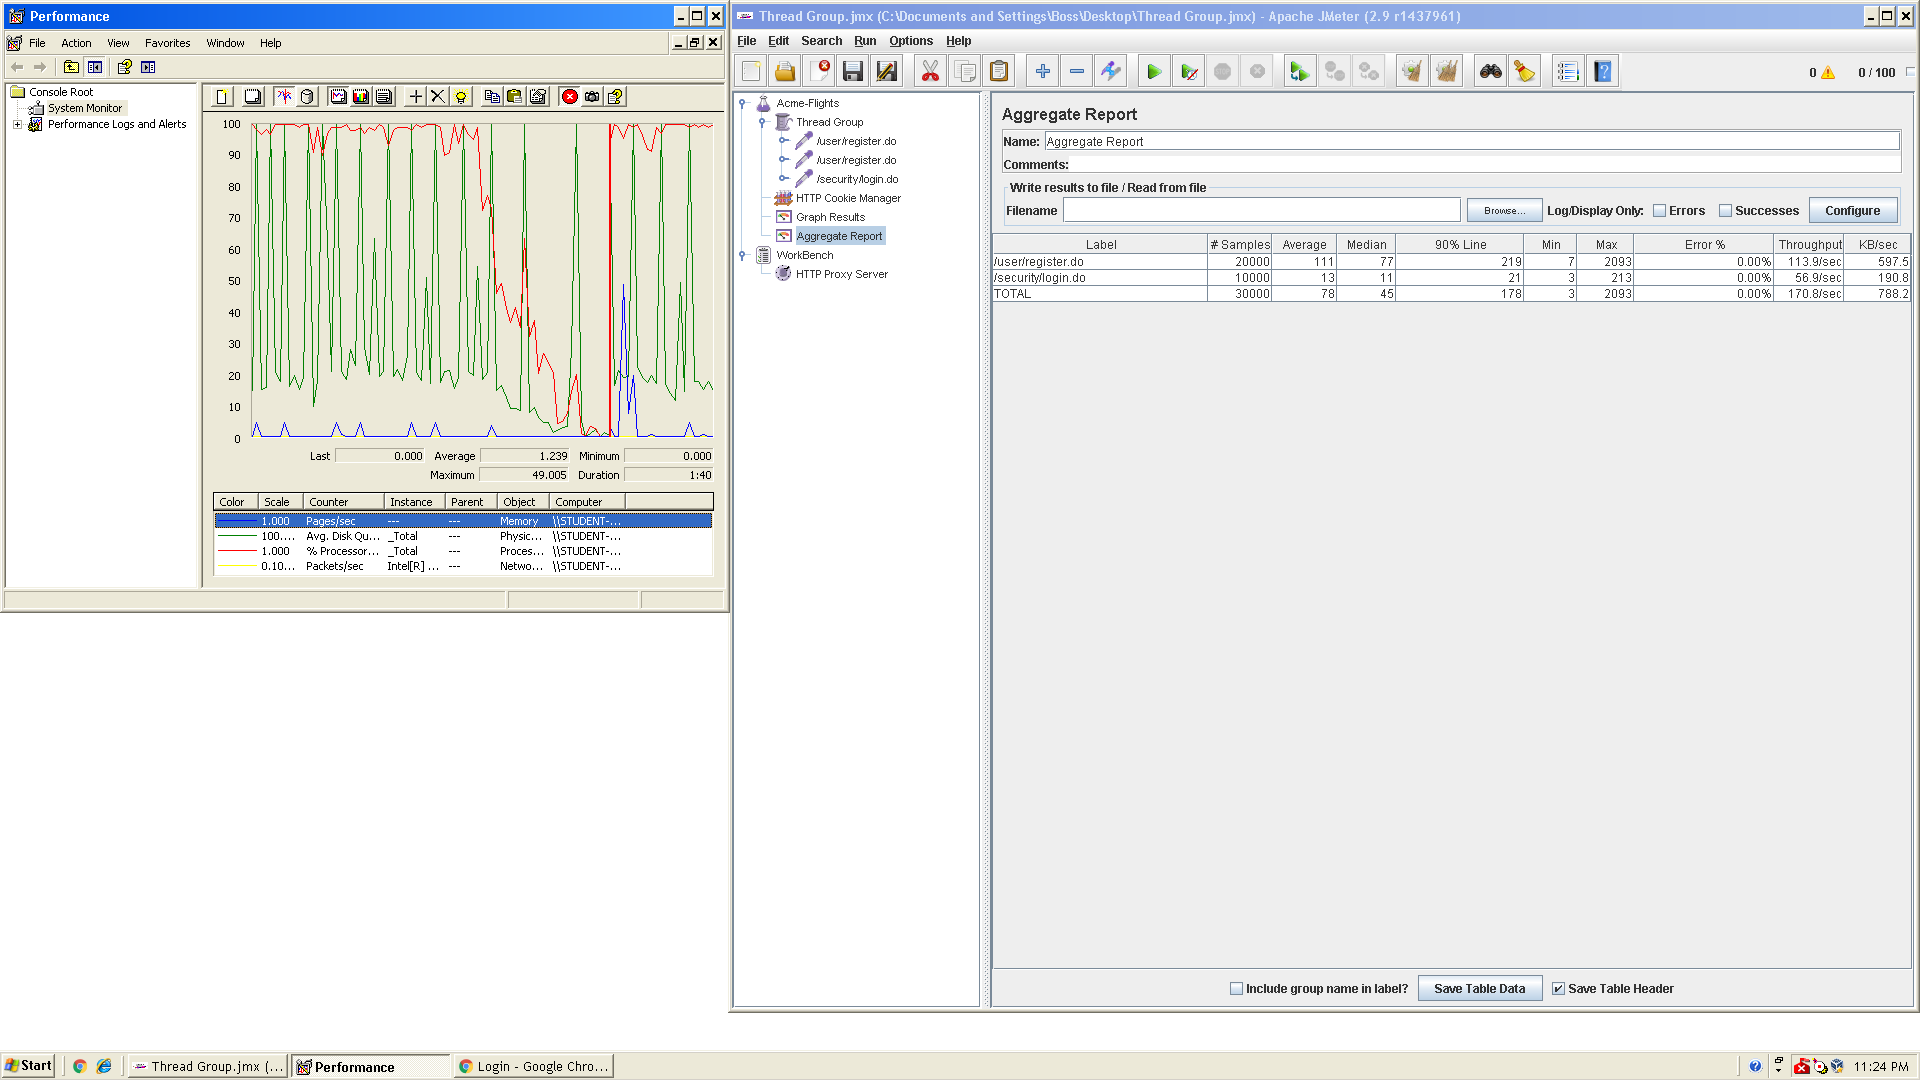 Performance
File Action View Favorites Window Help
Console Root
System Monitor
Performance Logs and Alerts
100
90
80
70
60
50
40
30
20
10
0
Last 0.000 Average 1.239 Minimum 0.000
Maximum 49.005 Duration 1:40
Color Scale Counter Instance Parent Object Computer
1.000 Pages/sec --- --- Memory \\STUDENT-...
100.... Avg. Disk Qu... _Total --- Physic... \\STUDENT-...
1.000 % Processor... _Total --- Proces... \\STUDENT-...
0.10... Packets/sec Intel[R] ... --- Netwo... \\STUDENT-...
Thread Group.jmx (C:\Documents and Settings\Boss\Desktop\Thread Group.jmx) - Apache JMeter (2.9 r1437961)
File Edit Search Run Options Help
0 0 / 100
Acme-Flights
Thread Group
/user/register.do
/user/register.do
/security/login.do
HTTP Cookie Manager
Graph Results
Aggregate Report
WorkBench
HTTP Proxy Server
Aggregate Report
Name: Aggregate Report
Comments:
Write results to file / Read from file
Filename Browse... Log/Display Only: Errors Successes Configure
Label # Samples Average Median 90% Line Min Max Error % Throughput KB/sec
/user/register.do 20000 111 77 219 7 2093 0.00% 113.9/sec 597.5
/security/login.do 10000 13 11 21 3 213 0.00% 56.9/sec 190.8
TOTAL 30000 78 45 178 3 2093 0.00% 170.8/sec 788.2
Include group name in label? Save Table Data Save Table Header
Start Thread Group.jmx (... Performance Login - Google Chro... 11:24 PM